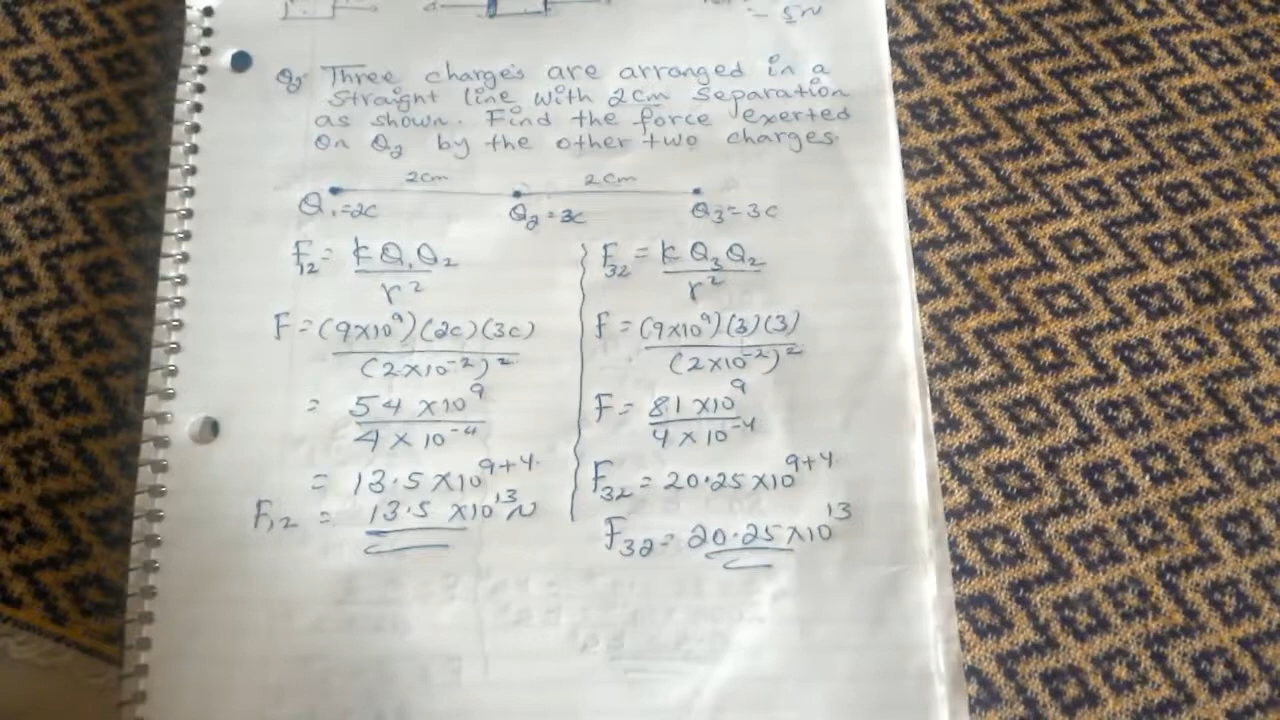 = 5N
Q: Three charges are arranged in a
straight line with 2cm separation
as shown. Find the force exerted
on Q₂ by the other two charges.
2cm 2cm
Q₁=2C Q₂=3C Q₃=3C
F₁₂ = kQ₁Q₂/r² F₃₂ = kQ₃Q₂/r²
F = (9×10⁹)(2C)(3C)/(2×10⁻²)² F = (9×10⁹)(3)(3)/(2×10⁻²)²
= 54×10⁹/4×10⁻⁴ F = 81×10⁹/4×10⁻⁴
= 13.5×10⁹⁺⁴ F₃₂ = 20.25×10⁹⁺⁴
F₁₂ = 13.5×10¹³N F₃₂ = 20.25×10¹³